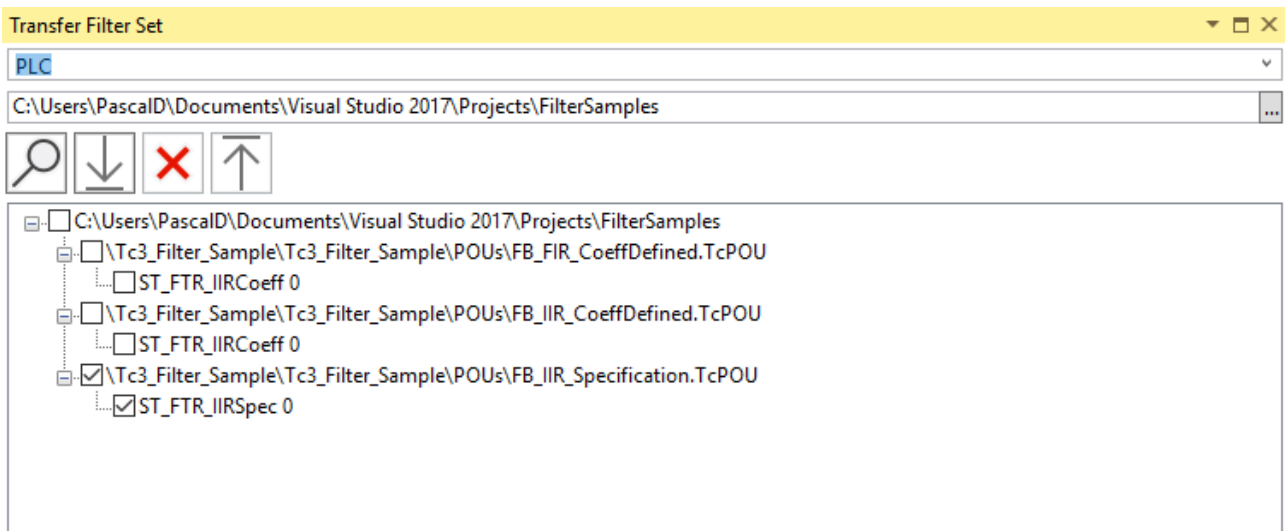 Transfer Filter Set
PLC
C:\Users\PascalD\Documents\Visual Studio 2017\Projects\FilterSamples
...
C:\Users\PascalD\Documents\Visual Studio 2017\Projects\FilterSamples
\Tc3_Filter_Sample\Tc3_Filter_Sample\POUs\FB_FIR_CoeffDefined.TcPOU
ST_FTR_IIRCoeff 0
\Tc3_Filter_Sample\Tc3_Filter_Sample\POUs\FB_IIR_CoeffDefined.TcPOU
ST_FTR_IIRCoeff 0
\Tc3_Filter_Sample\Tc3_Filter_Sample\POUs\FB_IIR_Specification.TcPOU
ST_FTR_IIRSpec 0